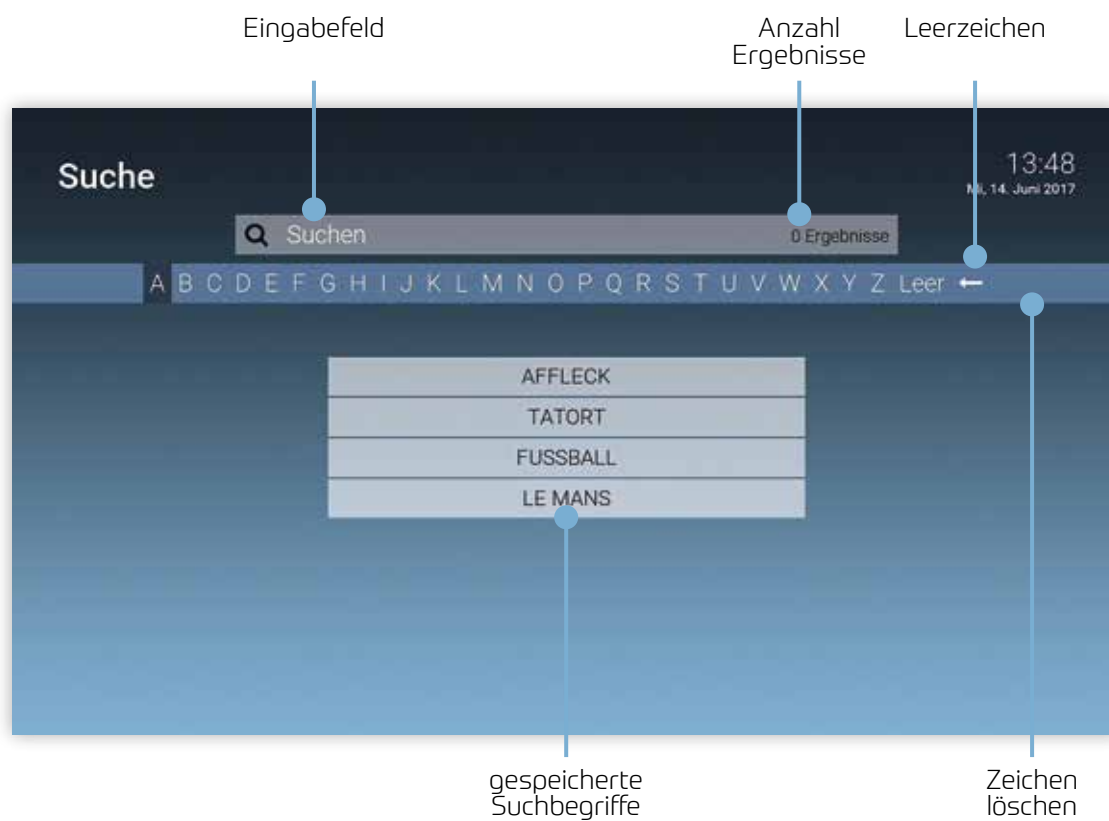 Eingabefeld
Anzahl
Ergebnisse
Leerzeichen
Suche
13:48
Mi, 14. Juni 2017
Suchen
0 Ergebnisse
A B C D E F G H I J K L M N O P Q R S T U V W X Y Z Leer ←
AFFLECK
TATORT
FUSSBALL
LE MANS
gespeicherte
Suchbegriffe
Zeichen
löschen